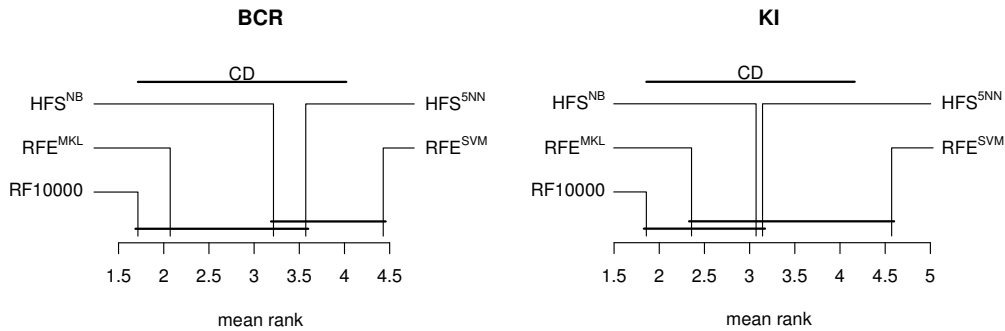 BCR
CD
HFS^NB
HFS^5NN
RFE^MKL
RFE^SVM
RF10000
1.5 2 2.5 3 3.5 4 4.5
mean rank
KI
CD
HFS^NB
HFS^5NN
RFE^MKL
RFE^SVM
RF10000
1.5 2 2.5 3 3.5 4 4.5 5
mean rank